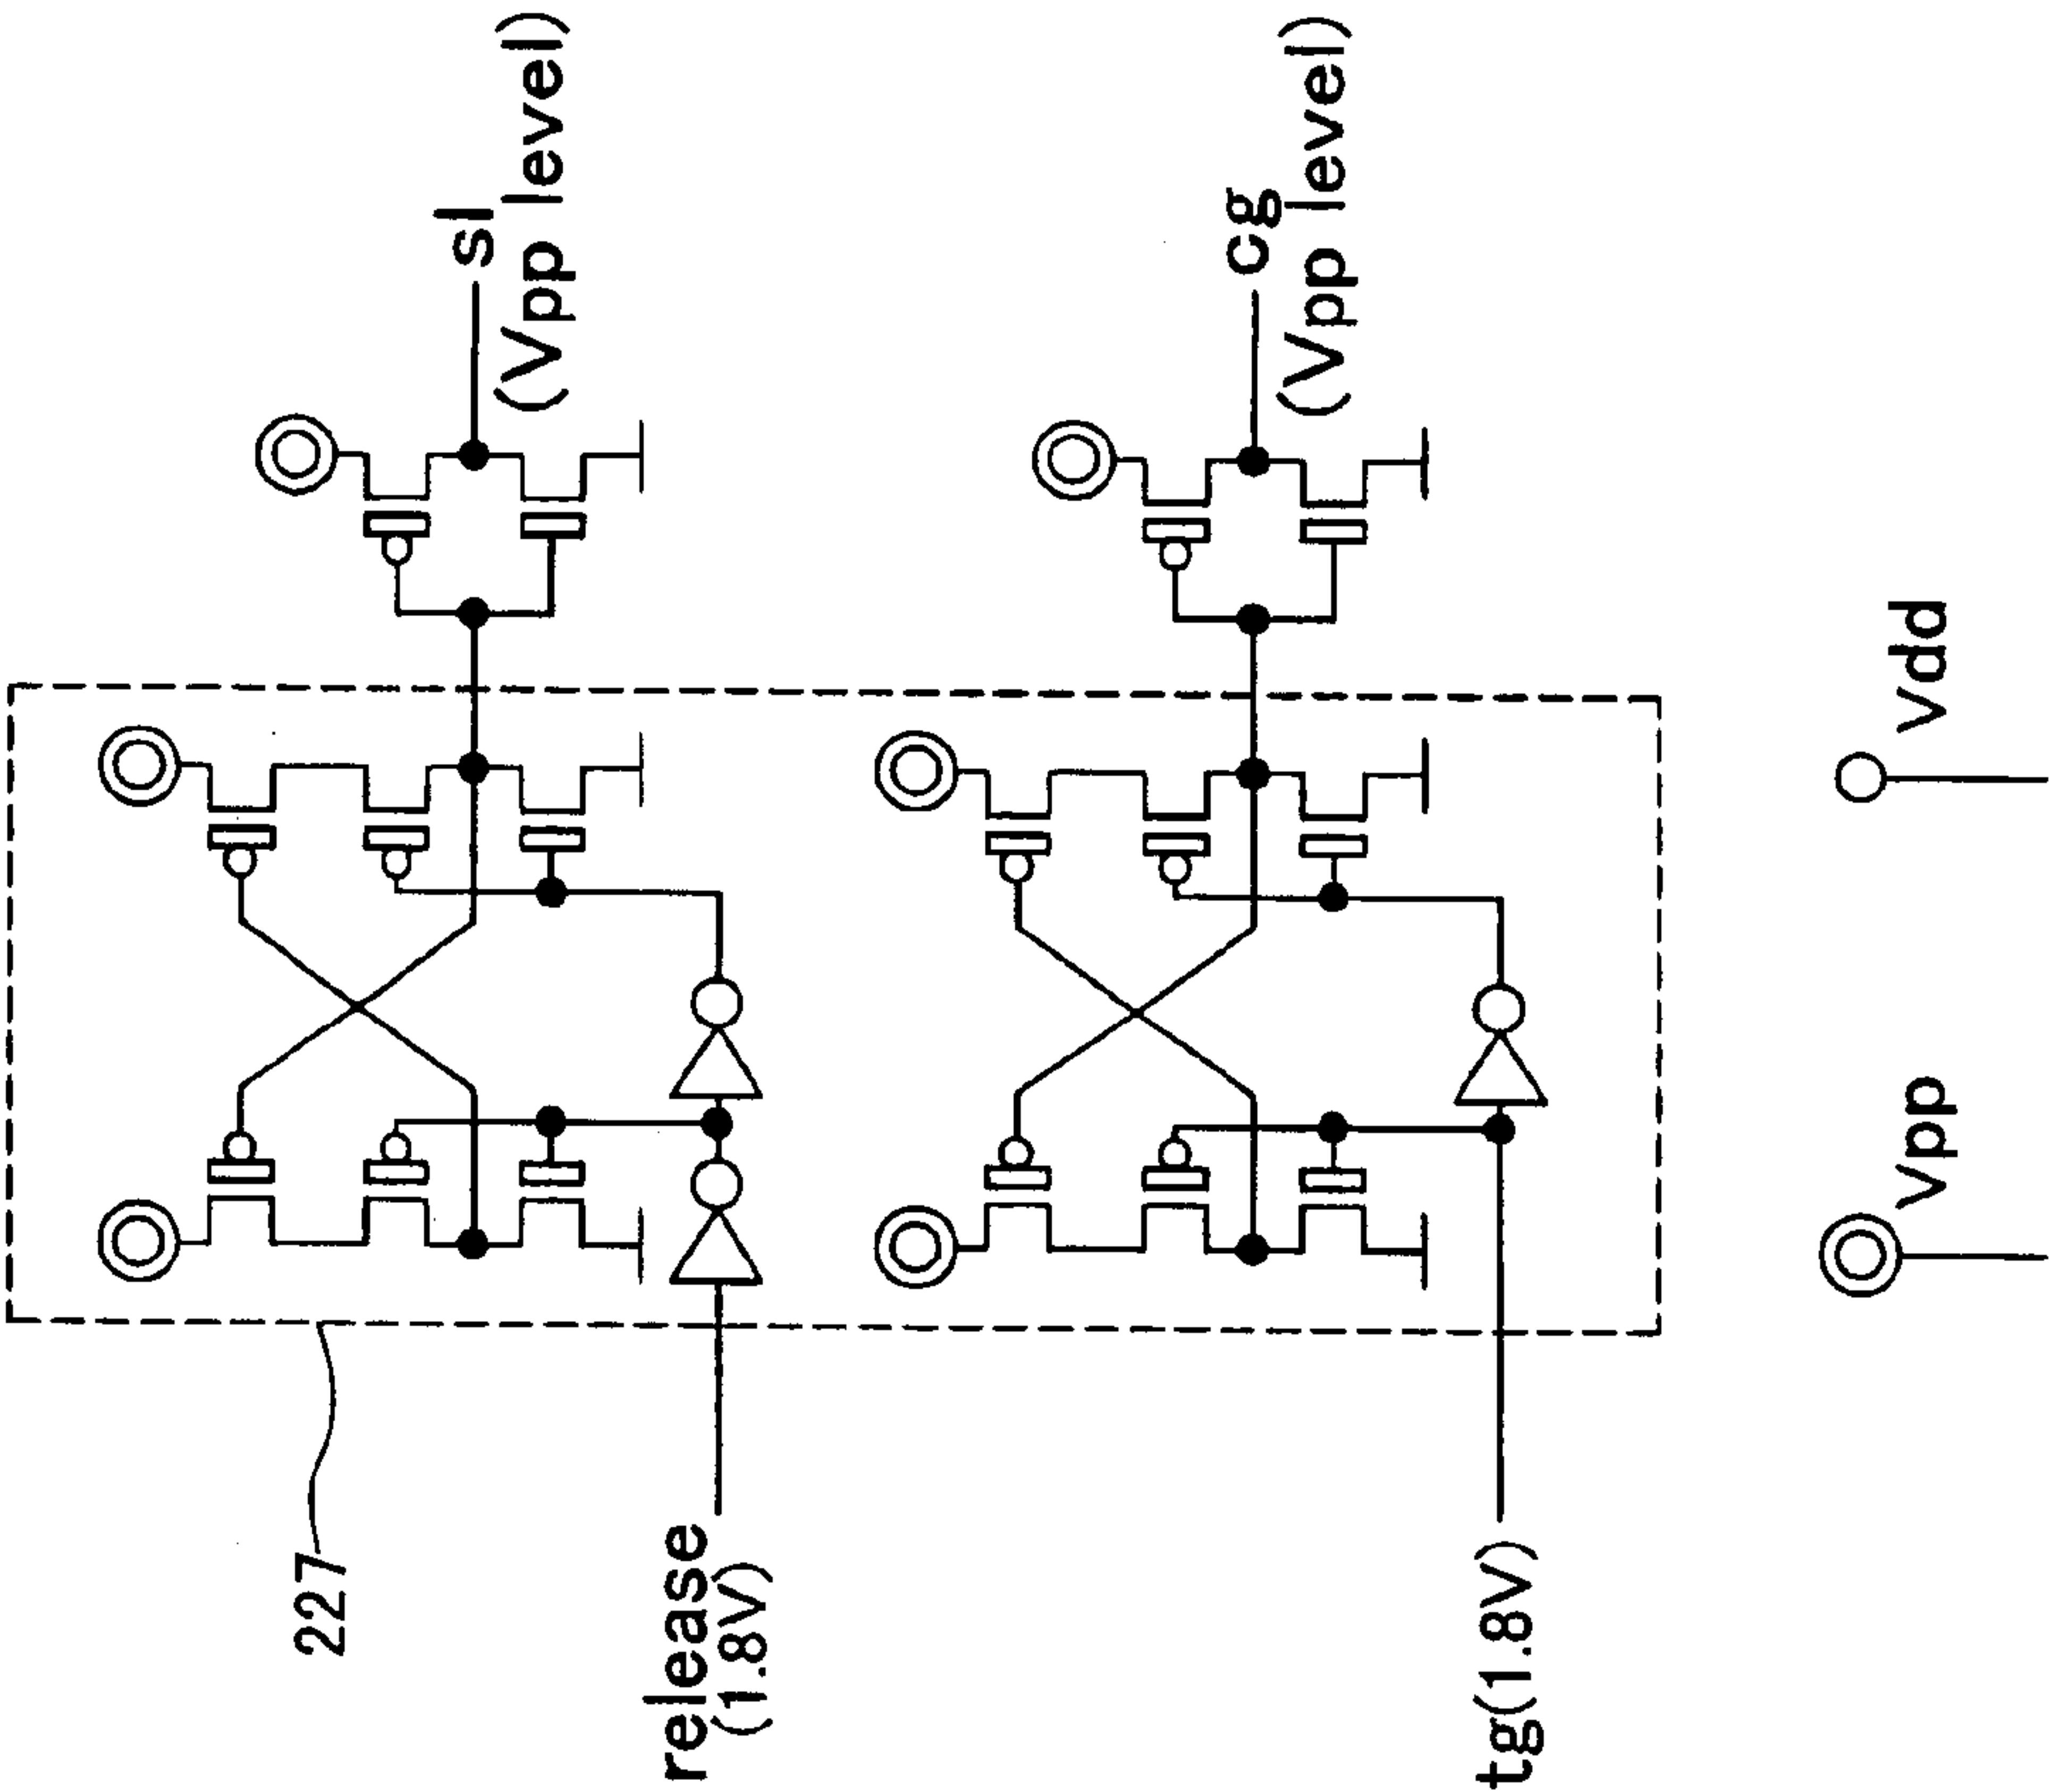 227
release
(1.8V)
tg(1.8V)
sl
(Vpp level)
cg
(Vpp level)
Vpp
Vdd